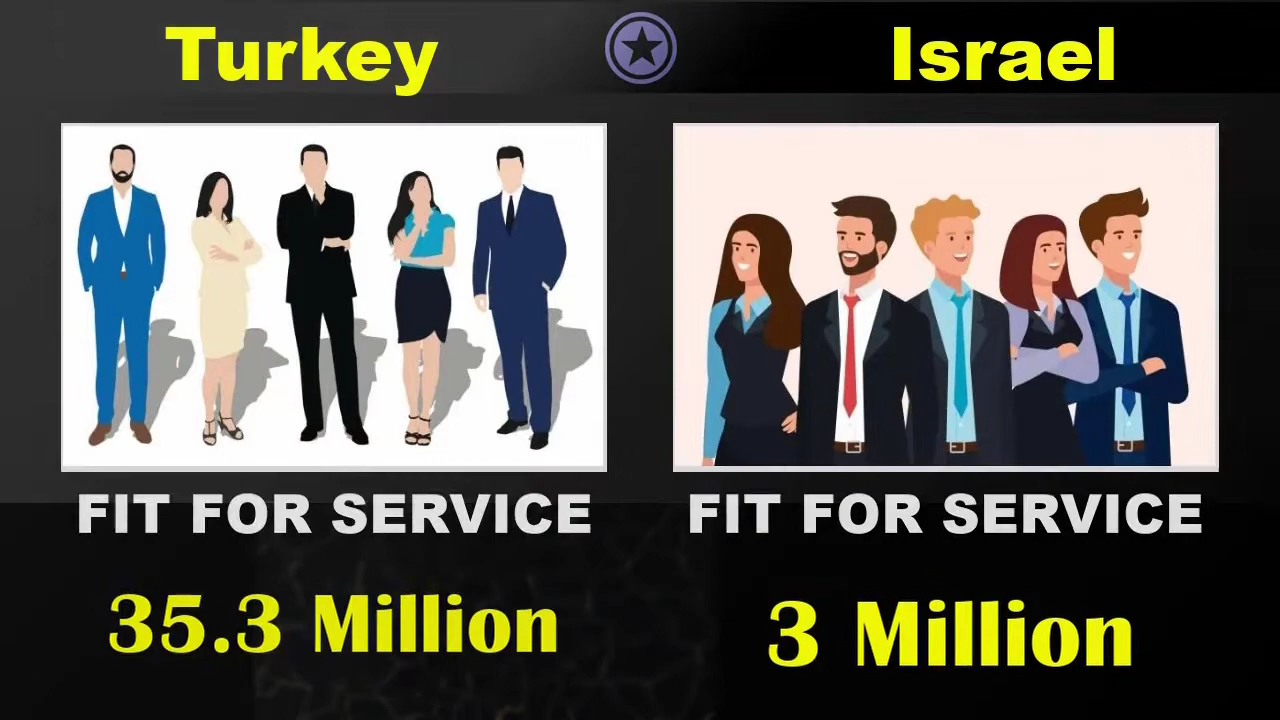 Turkey
Israel
FIT FOR SERVICE
FIT FOR SERVICE
35.3 Million
3 Million